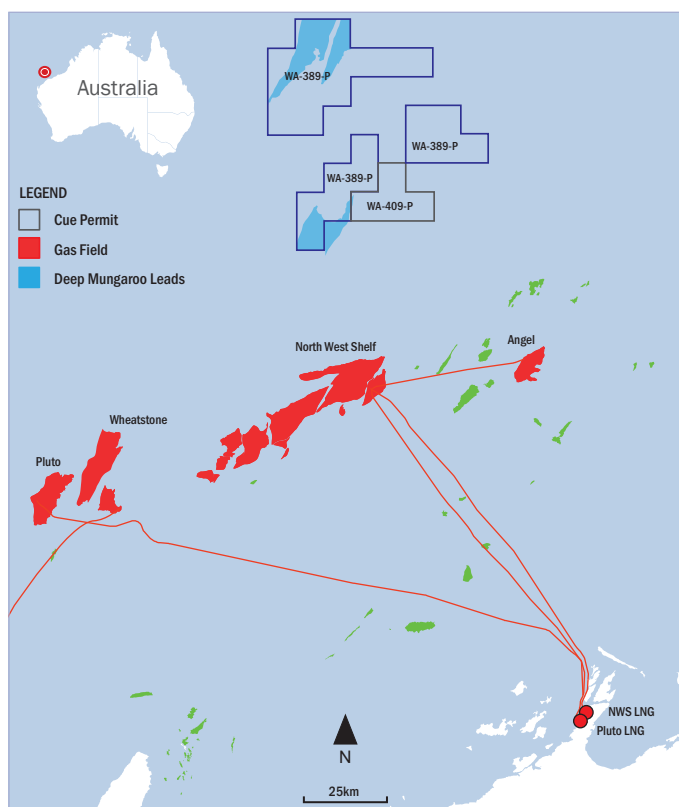 Australia
WA-389-P
WA-389-P
WA-389-P
WA-409-P
LEGEND
Cue Permit
Gas Field
Deep Mungaroo Leads
North West Shelf
Angel
Wheatstone
Pluto
NWS LNG
Pluto LNG
N
25km